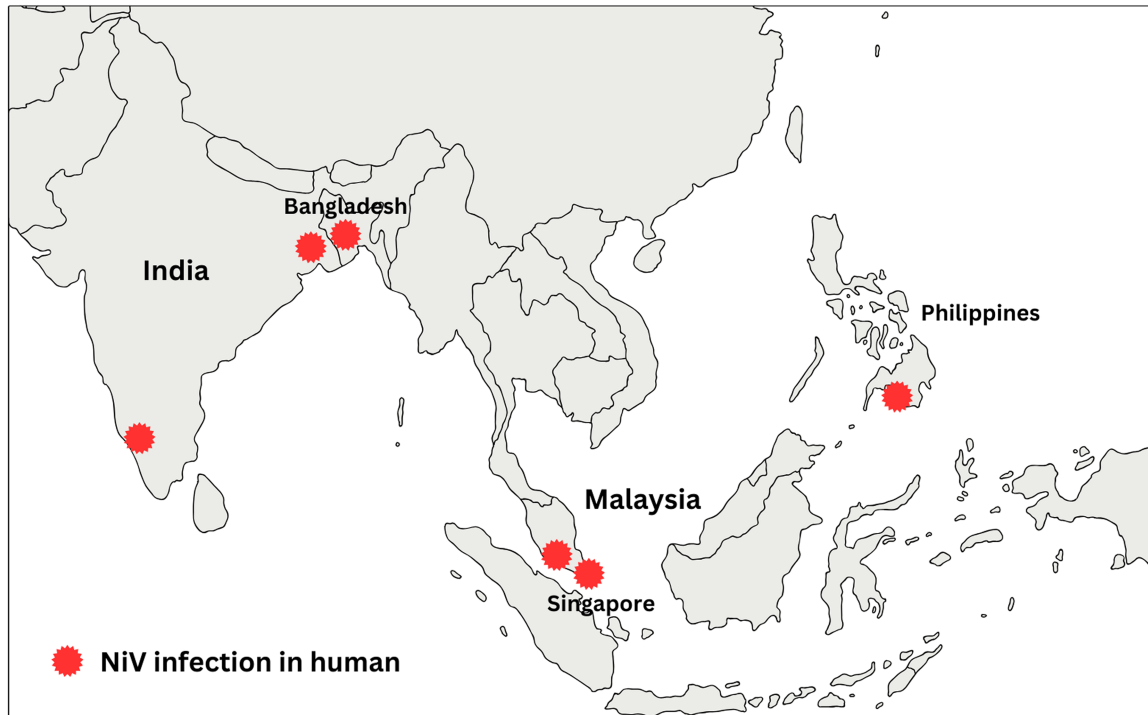 Bangladesh
India
Philippines
Malaysia
Singapore
NiV infection in human